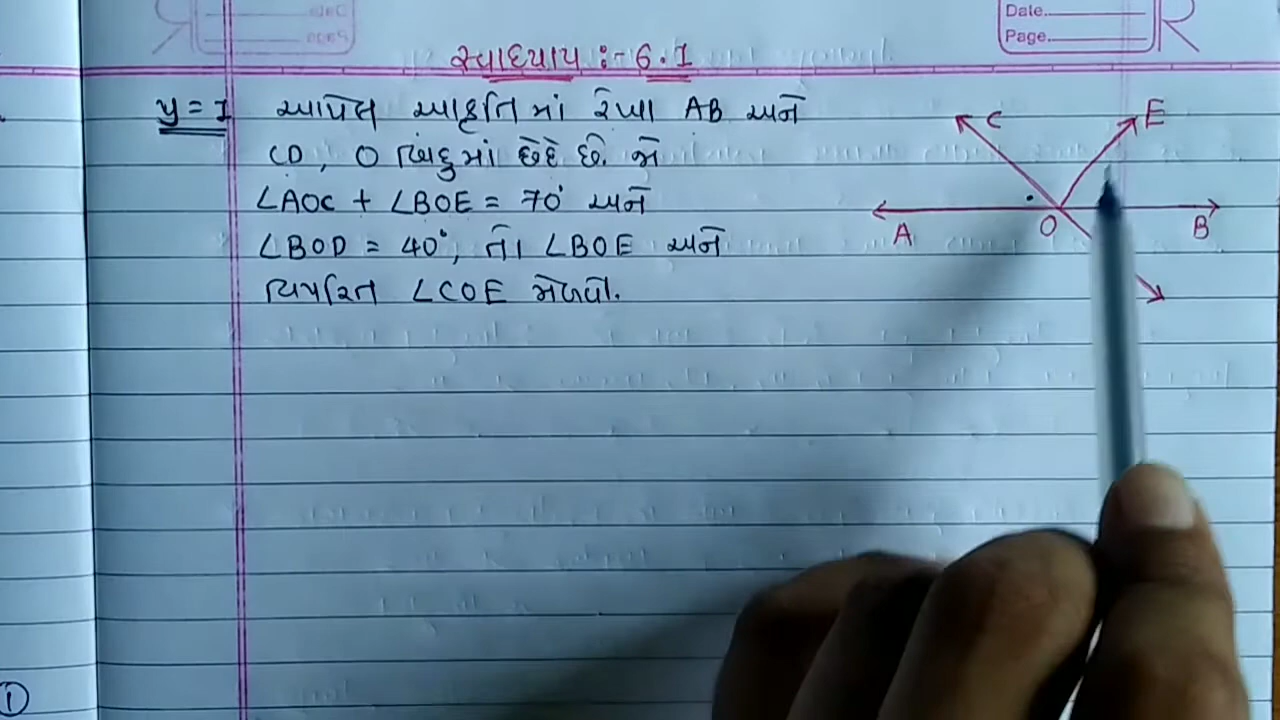 Date
Page
સ્વાધ્યાય :- 6.1
પ્ર = 1 આપેલ આકૃતિ માં રેખા AB અને
CD, O બિંદુમાં છેદે છે. જો
∠AOC + ∠BOE = 70° અને
∠BOD = 40°, તો ∠BOE અને
વિપરિત ∠COE મેળવો.
C
E
A
O
B
①